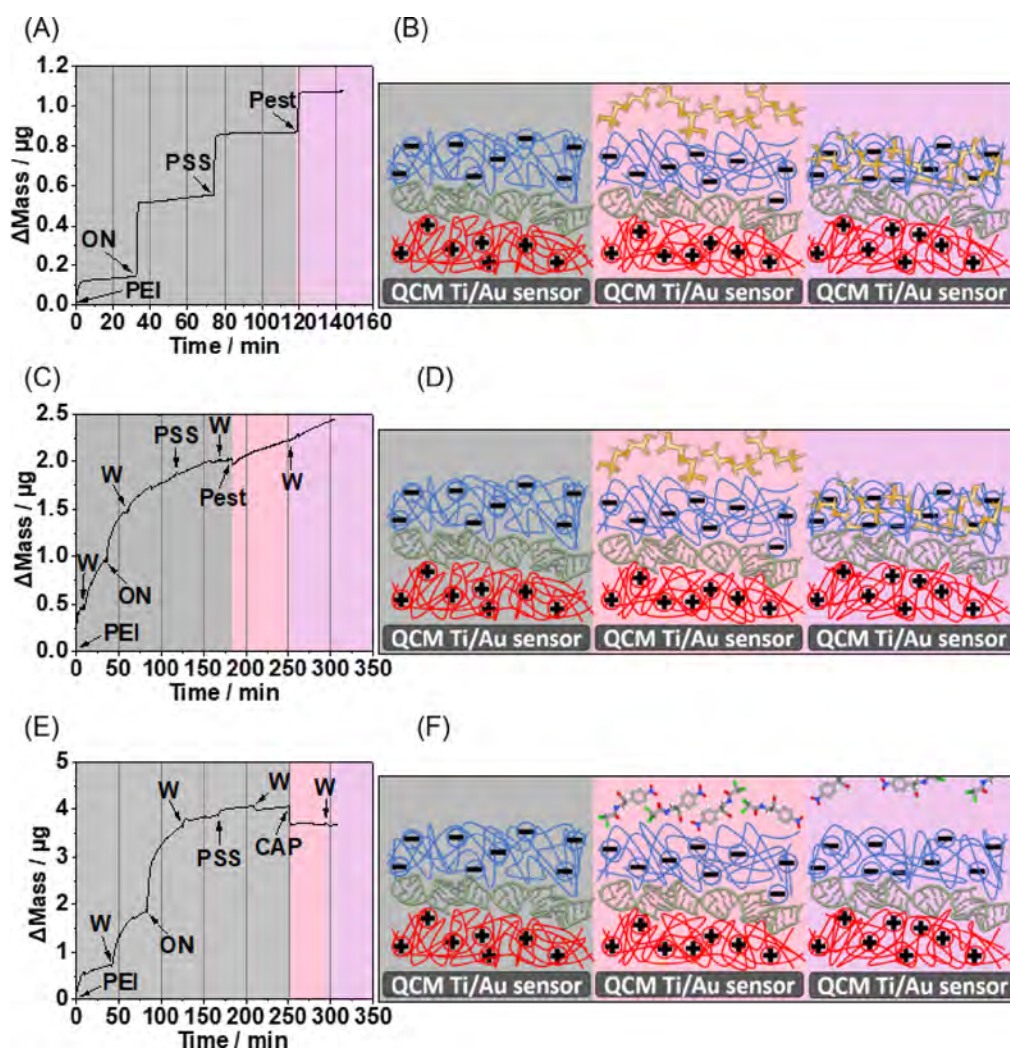 (A)
1.2
1.0
0.8
0.6
0.4
0.2
0.0
ΔMass / μg
PEI
ON
PSS
Pest
0 20 40 60 80 100 120 140 160
Time / min
(B)
QCM Ti/Au sensor QCM Ti/Au sensor QCM Ti/Au sensor
(C)
2.5
2.0
1.5
1.0
0.5
0.0
ΔMass / μg
PEI
W
ON
W
PSS
W
Pest
W
0 50 100 150 200 250 300 350
Time / min
(D)
QCM Ti/Au sensor QCM Ti/Au sensor QCM Ti/Au sensor
(E)
5
4
3
2
1
0
ΔMass / μg
PEI
W
ON
W
PSS
W
CAP
W
0 50 100 150 200 250 300 350
Time / min
(F)
QCM Ti/Au sensor QCM Ti/Au sensor QCM Ti/Au sensor